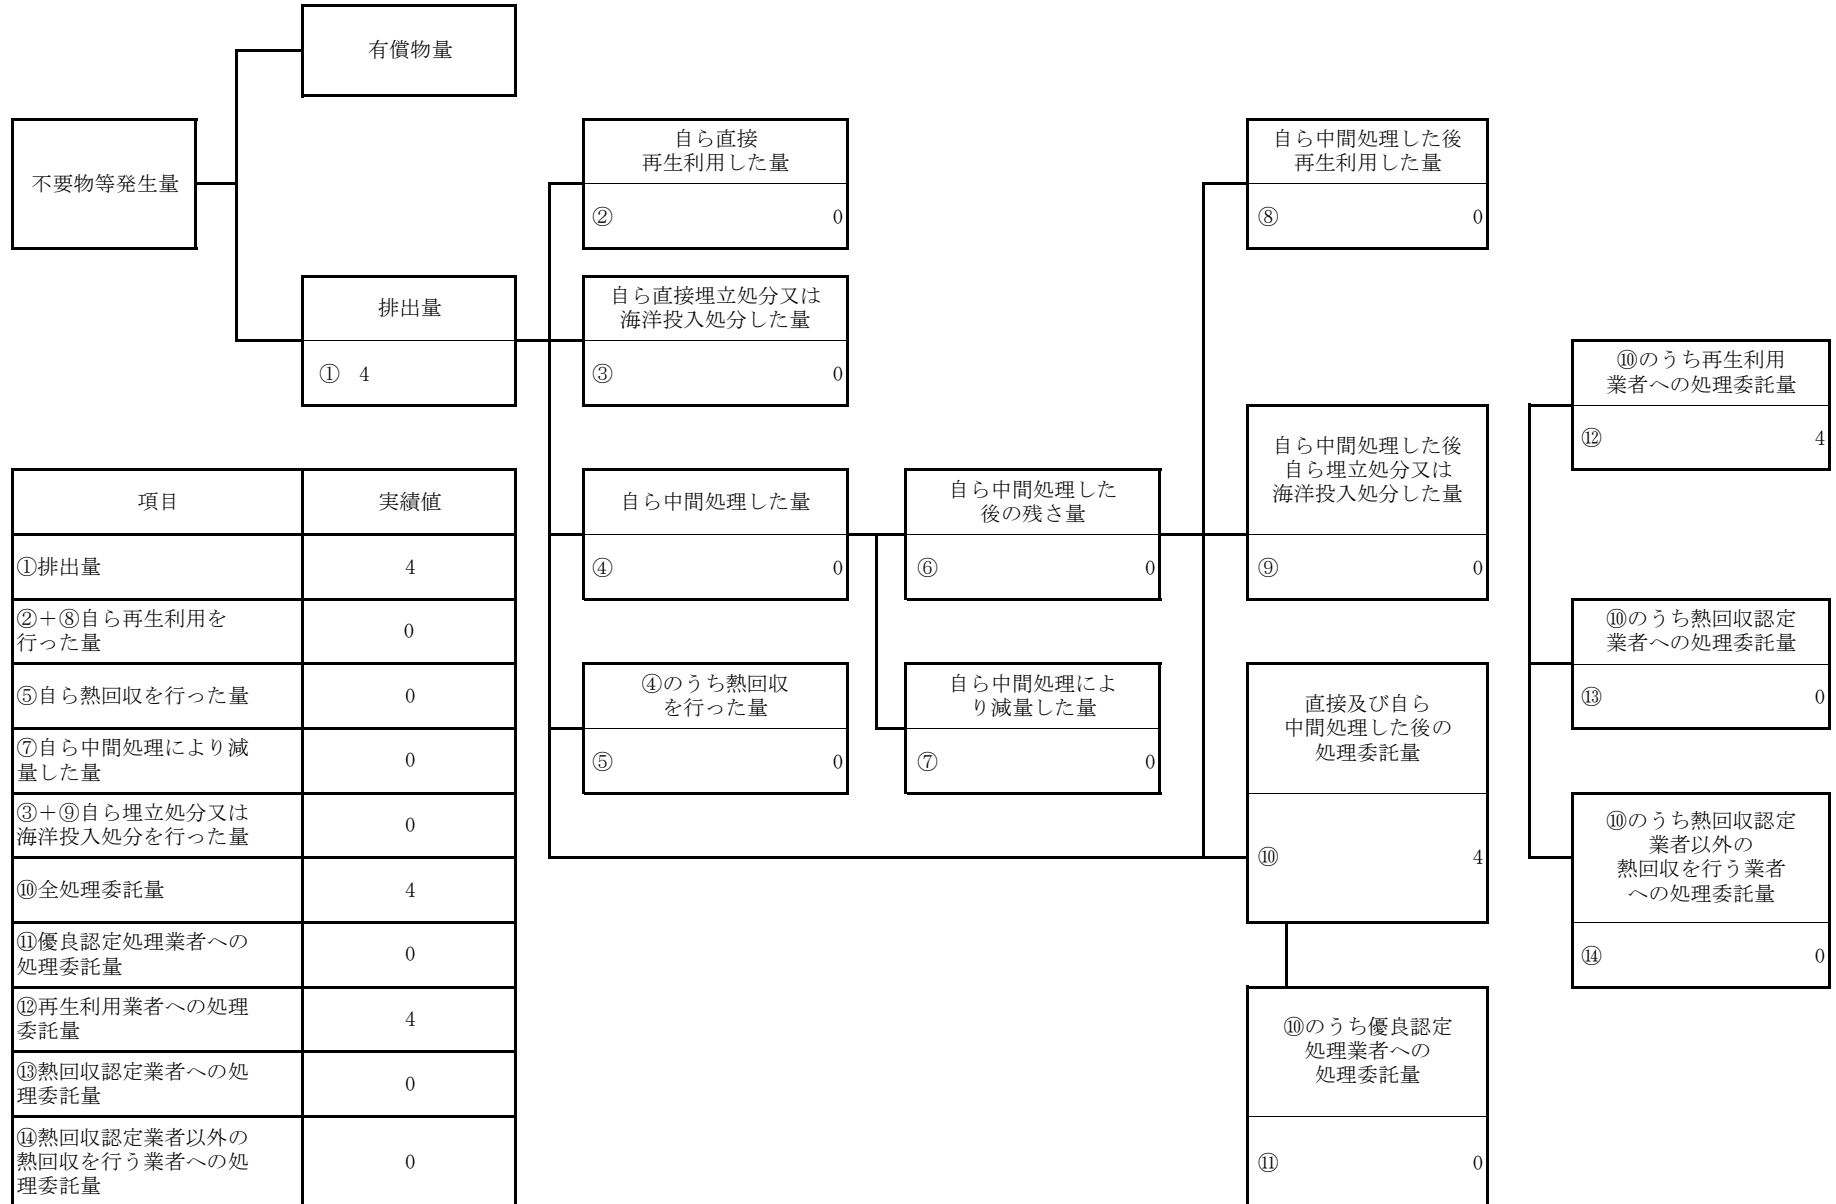 有償物量
不要物等発生量
排出量
① 4
自ら直接
再生利用した量
② 0
自ら直接埋立処分又は
海洋投入処分した量
③ 0
自ら中間処理した量
④ 0
④のうち熱回収
を行った量
⑤ 0
自ら中間処理した
後の残さ量
⑥ 0
自ら中間処理によ
り減量した量
⑦ 0
自ら中間処理した後
再生利用した量
⑧ 0
自ら中間処理した後
自ら埋立処分又は
海洋投入処分した量
⑨ 0
直接及び自ら
中間処理した後の
処理委託量
⑩ 4
⑩のうち優良認定
処理業者への
処理委託量
⑪ 0
⑩のうち再生利用
業者への処理委託量
⑫ 4
⑩のうち熱回収認定
業者への処理委託量
⑬ 0
⑩のうち熱回収認定
業者以外の
熱回収を行う業者
への処理委託量
⑭ 0
項目 実績値
①排出量 4
②+⑧自ら再生利用を
行った量 0
⑤自ら熱回収を行った量 0
⑦自ら中間処理により減
量した量 0
③+⑨自ら埋立処分又は
海洋投入処分を行った量 0
⑩全処理委託量 4
⑪優良認定処理業者への
処理委託量 0
⑫再生利用業者への処理
委託量 4
⑬熱回収認定業者への処
理委託量 0
⑭熱回収認定業者以外の
熱回収を行う業者への処
理委託量 0